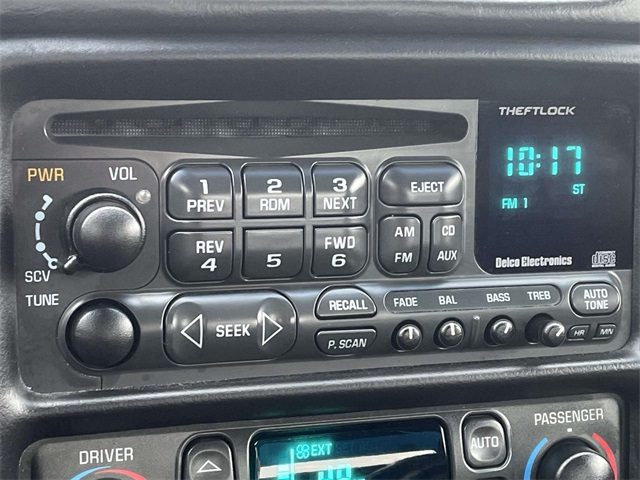 THEFTLOCK
PWR VOL
1 PREV
2 RDM
3 NEXT
EJECT
10:17
ST
FM 1
REV 4
5
FWD 6
AM FM
CD AUX
Delco Electronics
COMPACT disc
SCV
TUNE
SEEK
RECALL
P.SCAN
FADE BAL BASS TREB
AUTO TONE
HR MN
DRIVER
EXT
AUTO
PASSENGER